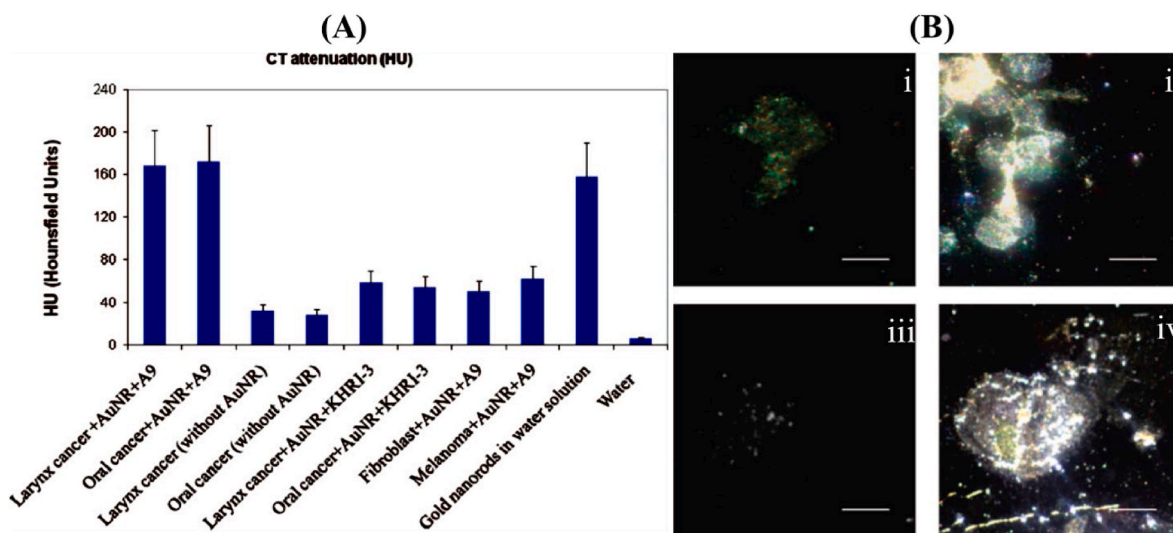 (A)
CT attenuation (HU)
HU (Hounsfield Units)
240
200
160
120
80
40
0
Larynx cancer+AuNR+A9
Oral cancer+AuNR+A9
Larynx cancer (without AuNR)
Oral cancer (without AuNR)
Larynx cancer+AuNR+KHRI-3
Oral cancer+AuNR+KHRI-3
Fibroblast+AuNR+A9
Melanoma+AuNR+A9
Gold nanorods in water solution
Water
(B)
i
i
iii
iv